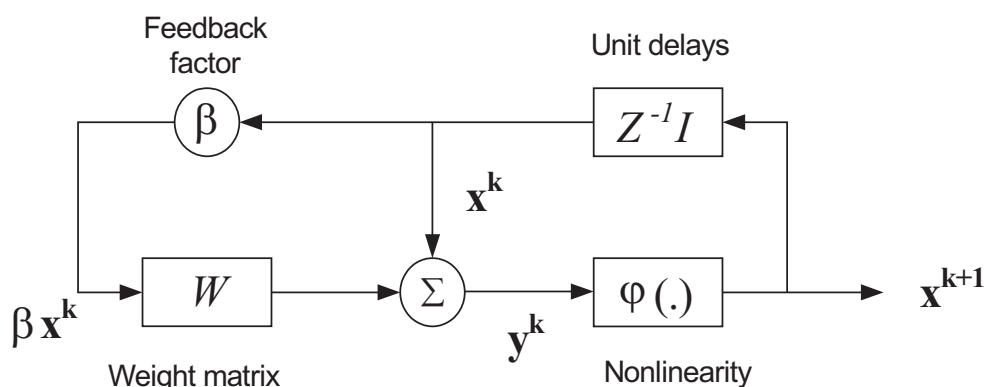 Feedback
factor
Unit delays
β
Z⁻¹I
xᵏ
W
Σ
φ(.)
xᵏ⁺¹
βxᵏ
yᵏ
Weight matrix
Nonlinearity